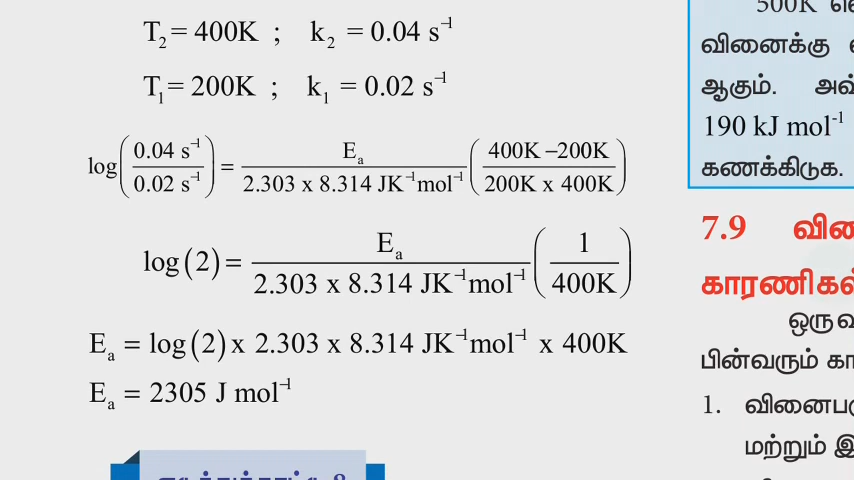 T₂ = 400K ; k₂ = 0.04 s⁻¹
T₁ = 200K ; k₁ = 0.02 s⁻¹
log(0.04 s⁻¹ / 0.02 s⁻¹) = Eₐ / 2.303 x 8.314 JK⁻¹mol⁻¹ (400K –200K / 200K x 400K)
log(2) = Eₐ / 2.303 x 8.314 JK⁻¹mol⁻¹ (1 / 400K)
Eₐ = log(2) x 2.303 x 8.314 JK⁻¹mol⁻¹ x 400K
Eₐ = 2305 J mol⁻¹
500K
வினைக்கு
ஆகும்.
190 kJ mol⁻¹
கணக்கிடுக.
7.9
காரணிகள்
பின்வரும்
1.
மற்றும்